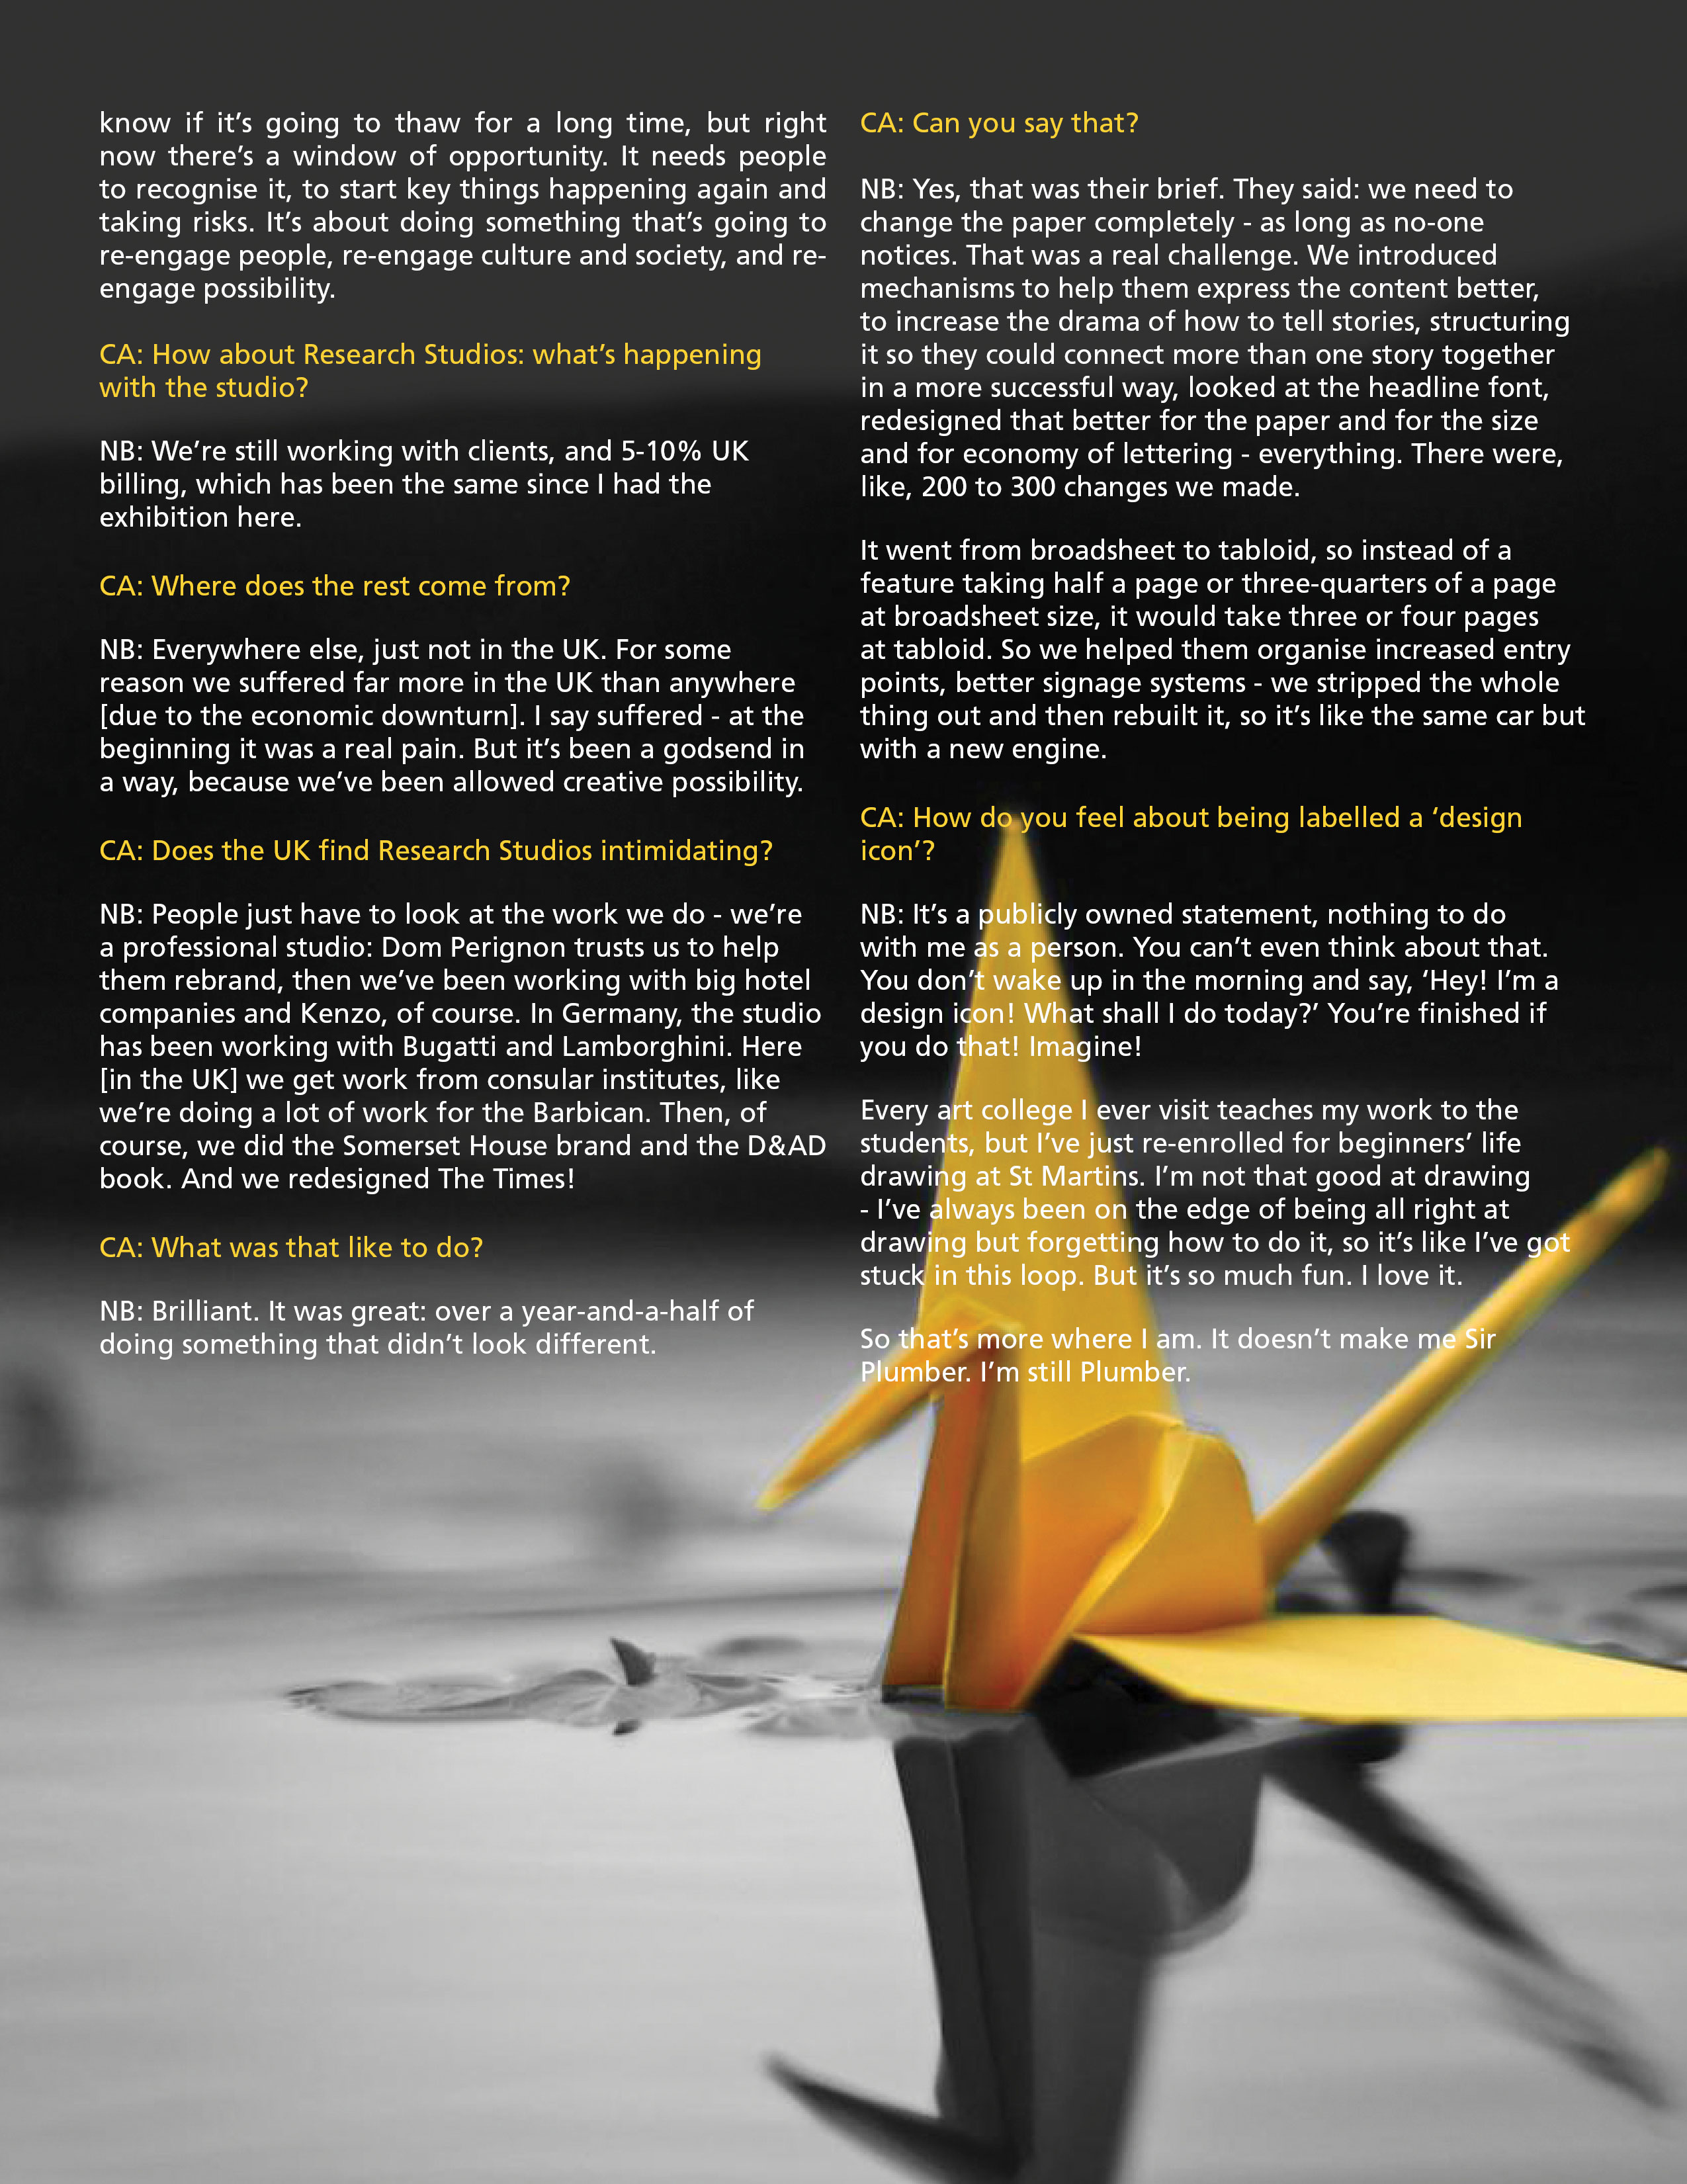 know if it’s going to thaw for a long time, but right
now there’s a window of opportunity. It needs people
to recognise it, to start key things happening again and
taking risks. It’s about doing something that’s going to
re-engage people, re-engage culture and society, and re-
engage possibility.
CA: How about Research Studios: what’s happening
with the studio?
NB: We’re still working with clients, and 5-10% UK
billing, which has been the same since I had the
exhibition here.
CA: Where does the rest come from?
NB: Everywhere else, just not in the UK. For some
reason we suffered far more in the UK than anywhere
[due to the economic downturn]. I say suffered - at the
beginning it was a real pain. But it’s been a godsend in
a way, because we’ve been allowed creative possibility.
CA: Does the UK find Research Studios intimidating?
NB: People just have to look at the work we do - we’re
a professional studio: Dom Perignon trusts us to help
them rebrand, then we’ve been working with big hotel
companies and Kenzo, of course. In Germany, the studio
has been working with Bugatti and Lamborghini. Here
[in the UK] we get work from consular institutes, like
we’re doing a lot of work for the Barbican. Then, of
course, we did the Somerset House brand and the D&AD
book. And we redesigned The Times!
CA: What was that like to do?
NB: Brilliant. It was great: over a year-and-a-half of
doing something that didn’t look different.
CA: Can you say that?
NB: Yes, that was their brief. They said: we need to
change the paper completely - as long as no-one
notices. That was a real challenge. We introduced
mechanisms to help them express the content better,
to increase the drama of how to tell stories, structuring
it so they could connect more than one story together
in a more successful way, looked at the headline font,
redesigned that better for the paper and for the size
and for economy of lettering - everything. There were,
like, 200 to 300 changes we made.
It went from broadsheet to tabloid, so instead of a
feature taking half a page or three-quarters of a page
at broadsheet size, it would take three or four pages
at tabloid. So we helped them organise increased entry
points, better signage systems - we stripped the whole
thing out and then rebuilt it, so it’s like the same car but
with a new engine.
CA: How do you feel about being labelled a ‘design
icon’?
NB: It’s a publicly owned statement, nothing to do
with me as a person. You can’t even think about that.
You don’t wake up in the morning and say, ‘Hey! I’m a
design icon! What shall I do today?’ You’re finished if
you do that! Imagine!
Every art college I ever visit teaches my work to the
students, but I’ve just re-enrolled for beginners’ life
drawing at St Martins. I’m not that good at drawing
- I’ve always been on the edge of being all right at
drawing but forgetting how to do it, so it’s like I’ve got
stuck in this loop. But it’s so much fun. I love it.
So that’s more where I am. It doesn’t make me Sir
Plumber. I’m still Plumber.